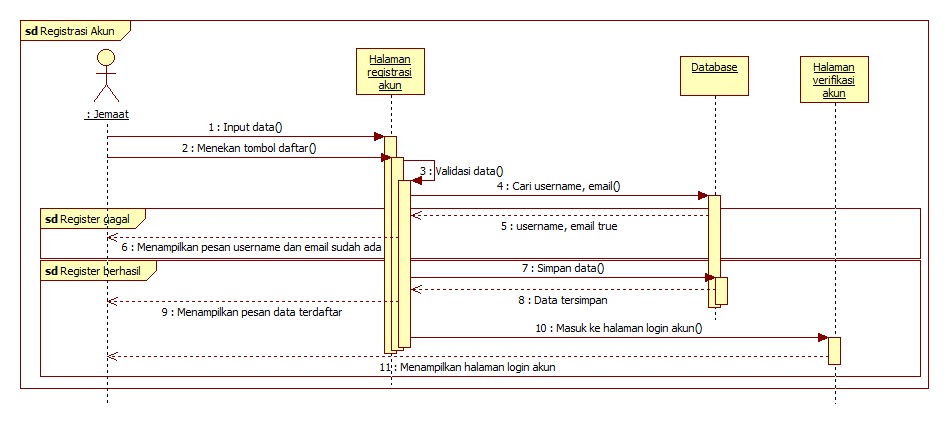 sd Registrasi Akun
Halaman
registrasi
akun
Database
Halaman
verifikasi
akun
: Jemaat
1 : Input data()
2 : Menekan tombol daftar()
3 : Validasi data()
4 : Cari username, email()
sd Register gagal
5 : username, email true
6 : Menampilkan pesan username dan email sudah ada
sd Register berhasil
7 : Simpan data()
8 : Data tersimpan
9 : Menampilkan pesan data terdaftar
10 : Masuk ke halaman login akun()
11 : Menampilkan halaman login akun